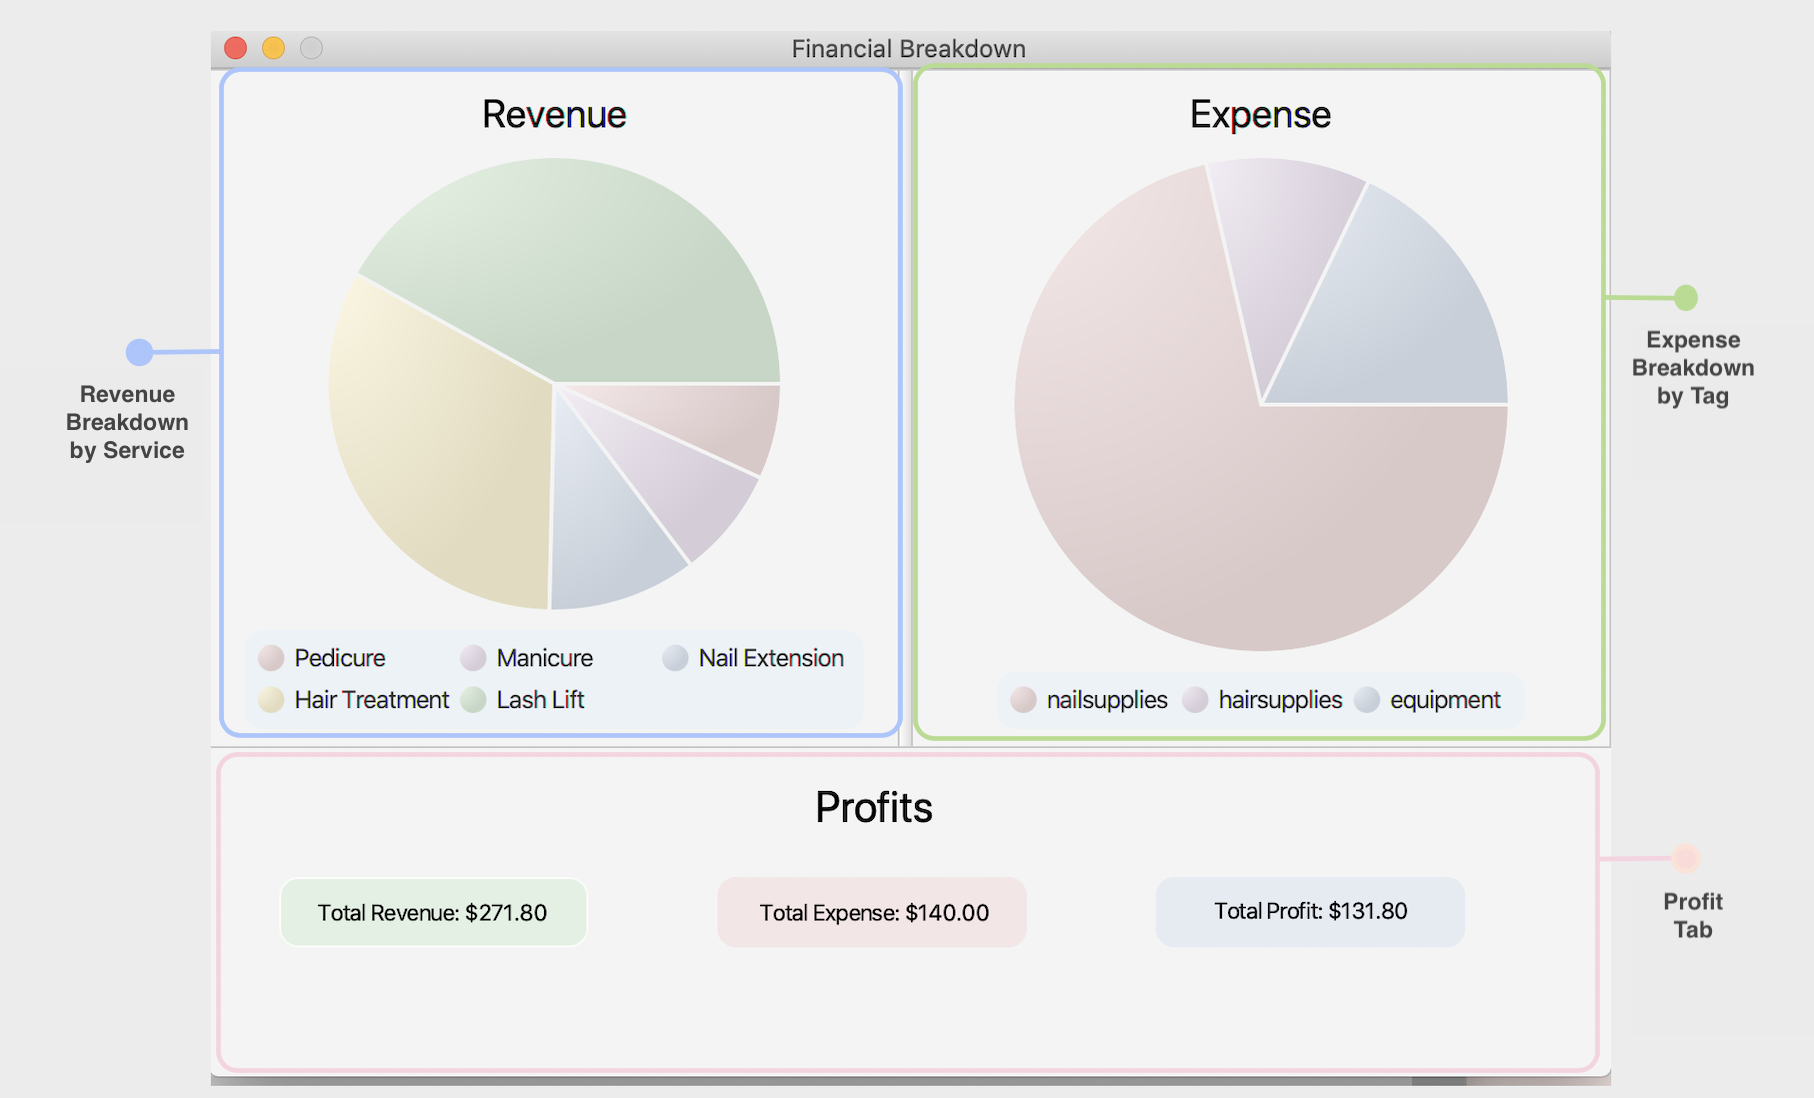 Financial Breakdown
Revenue
Expense
Revenue
Breakdown
by Service
Expense
Breakdown
by Tag
Pedicure Manicure Nail Extension
Hair Treatment Lash Lift
nailsupplies hairsupplies equipment
Profits
Total Revenue: $271.80
Total Expense: $140.00
Total Profit: $131.80
Profit
Tab